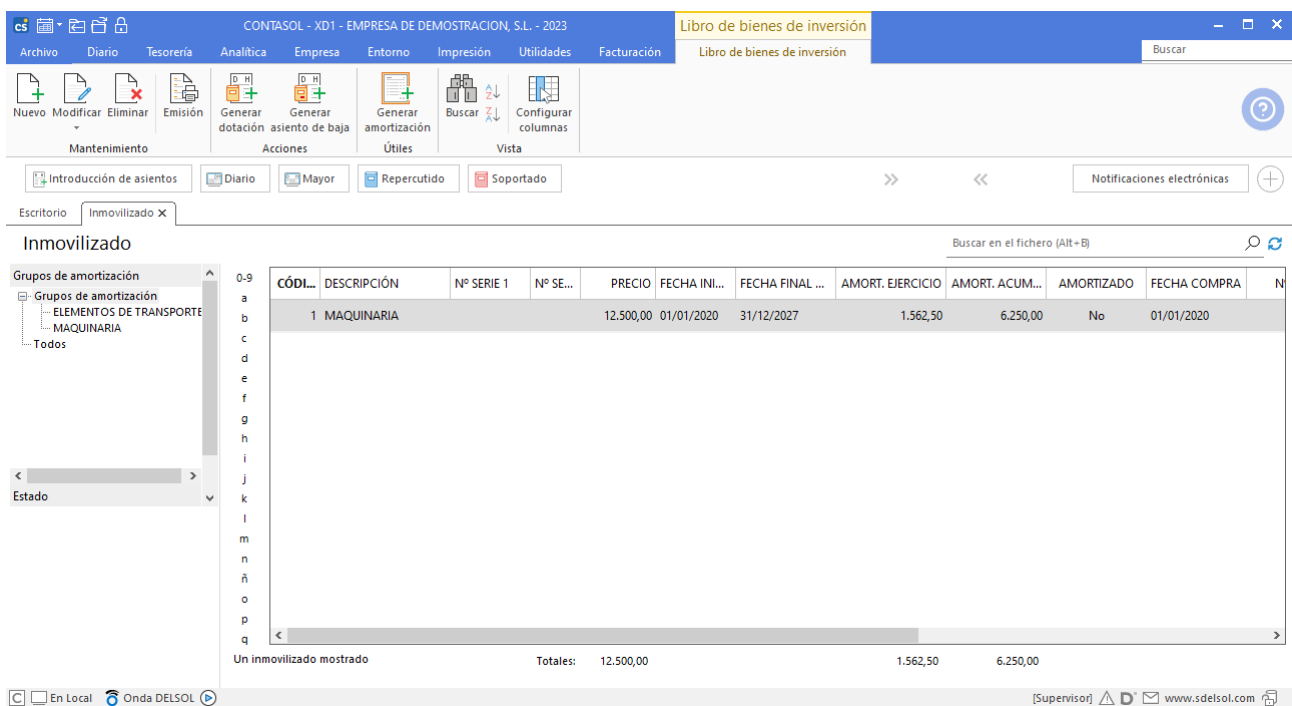 cs CONTASOL - XD1 - EMPRESA DE DEMOSTRACION, S.L. - 2023 Libro de bienes de inversión
Archivo Diario Tesorería Analítica Empresa Entorno Impresión Utilidades Facturación Libro de bienes de inversión Buscar
D H D H
Nuevo Modificar Eliminar Emisión Generar dotación Generar asiento de baja Generar amortización Buscar A Z Z A Configurar columnas
Mantenimiento Acciones Útiles Vista
Introducción de asientos Diario Mayor Repercutido Soportado Notificaciones electrónicas
Escritorio Inmovilizado
Inmovilizado Buscar en el fichero (Alt+B)
Grupos de amortización
Grupos de amortización
ELEMENTOS DE TRANSPORTE
MAQUINARIA
Todos
Estado
0-9
a
b
c
d
e
f
g
h
i
j
k
l
m
n
ñ
o
p
q
CÓDI... DESCRIPCIÓN Nº SERIE 1 Nº SE... PRECIO FECHA INI... FECHA FINAL ... AMORT. EJERCICIO AMORT. ACUM... AMORTIZADO FECHA COMPRA Nº
1 MAQUINARIA 12.500,00 01/01/2020 31/12/2027 1.562,50 6.250,00 No 01/01/2020
Un inmovilizado mostrado Totales: 12.500,00 1.562,50 6.250,00
C En Local Onda DELSOL [Supervisor] D www.sdelsol.com